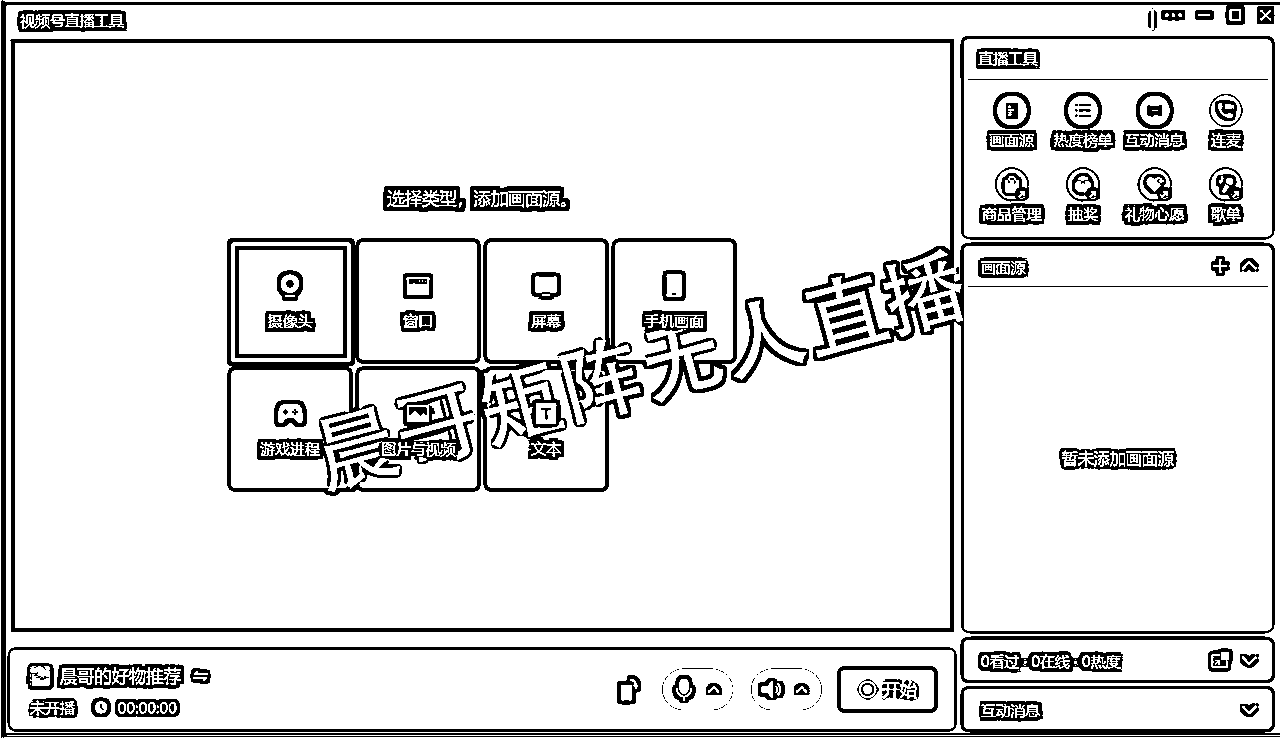 视频号直播工具
选择类型，添加画面源。
摄像头
窗口
屏幕
手机画面
游戏进程
图片与视频
文本
晨哥矩阵无人直播
晨哥的好物推荐
未开播 00:00:00
开始
直播工具
画面源 热度榜单 互动消息 连麦
商品管理 抽奖 礼物心愿 歌单
画面源
暂未添加画面源
0看过·0在线·0热度
互动消息